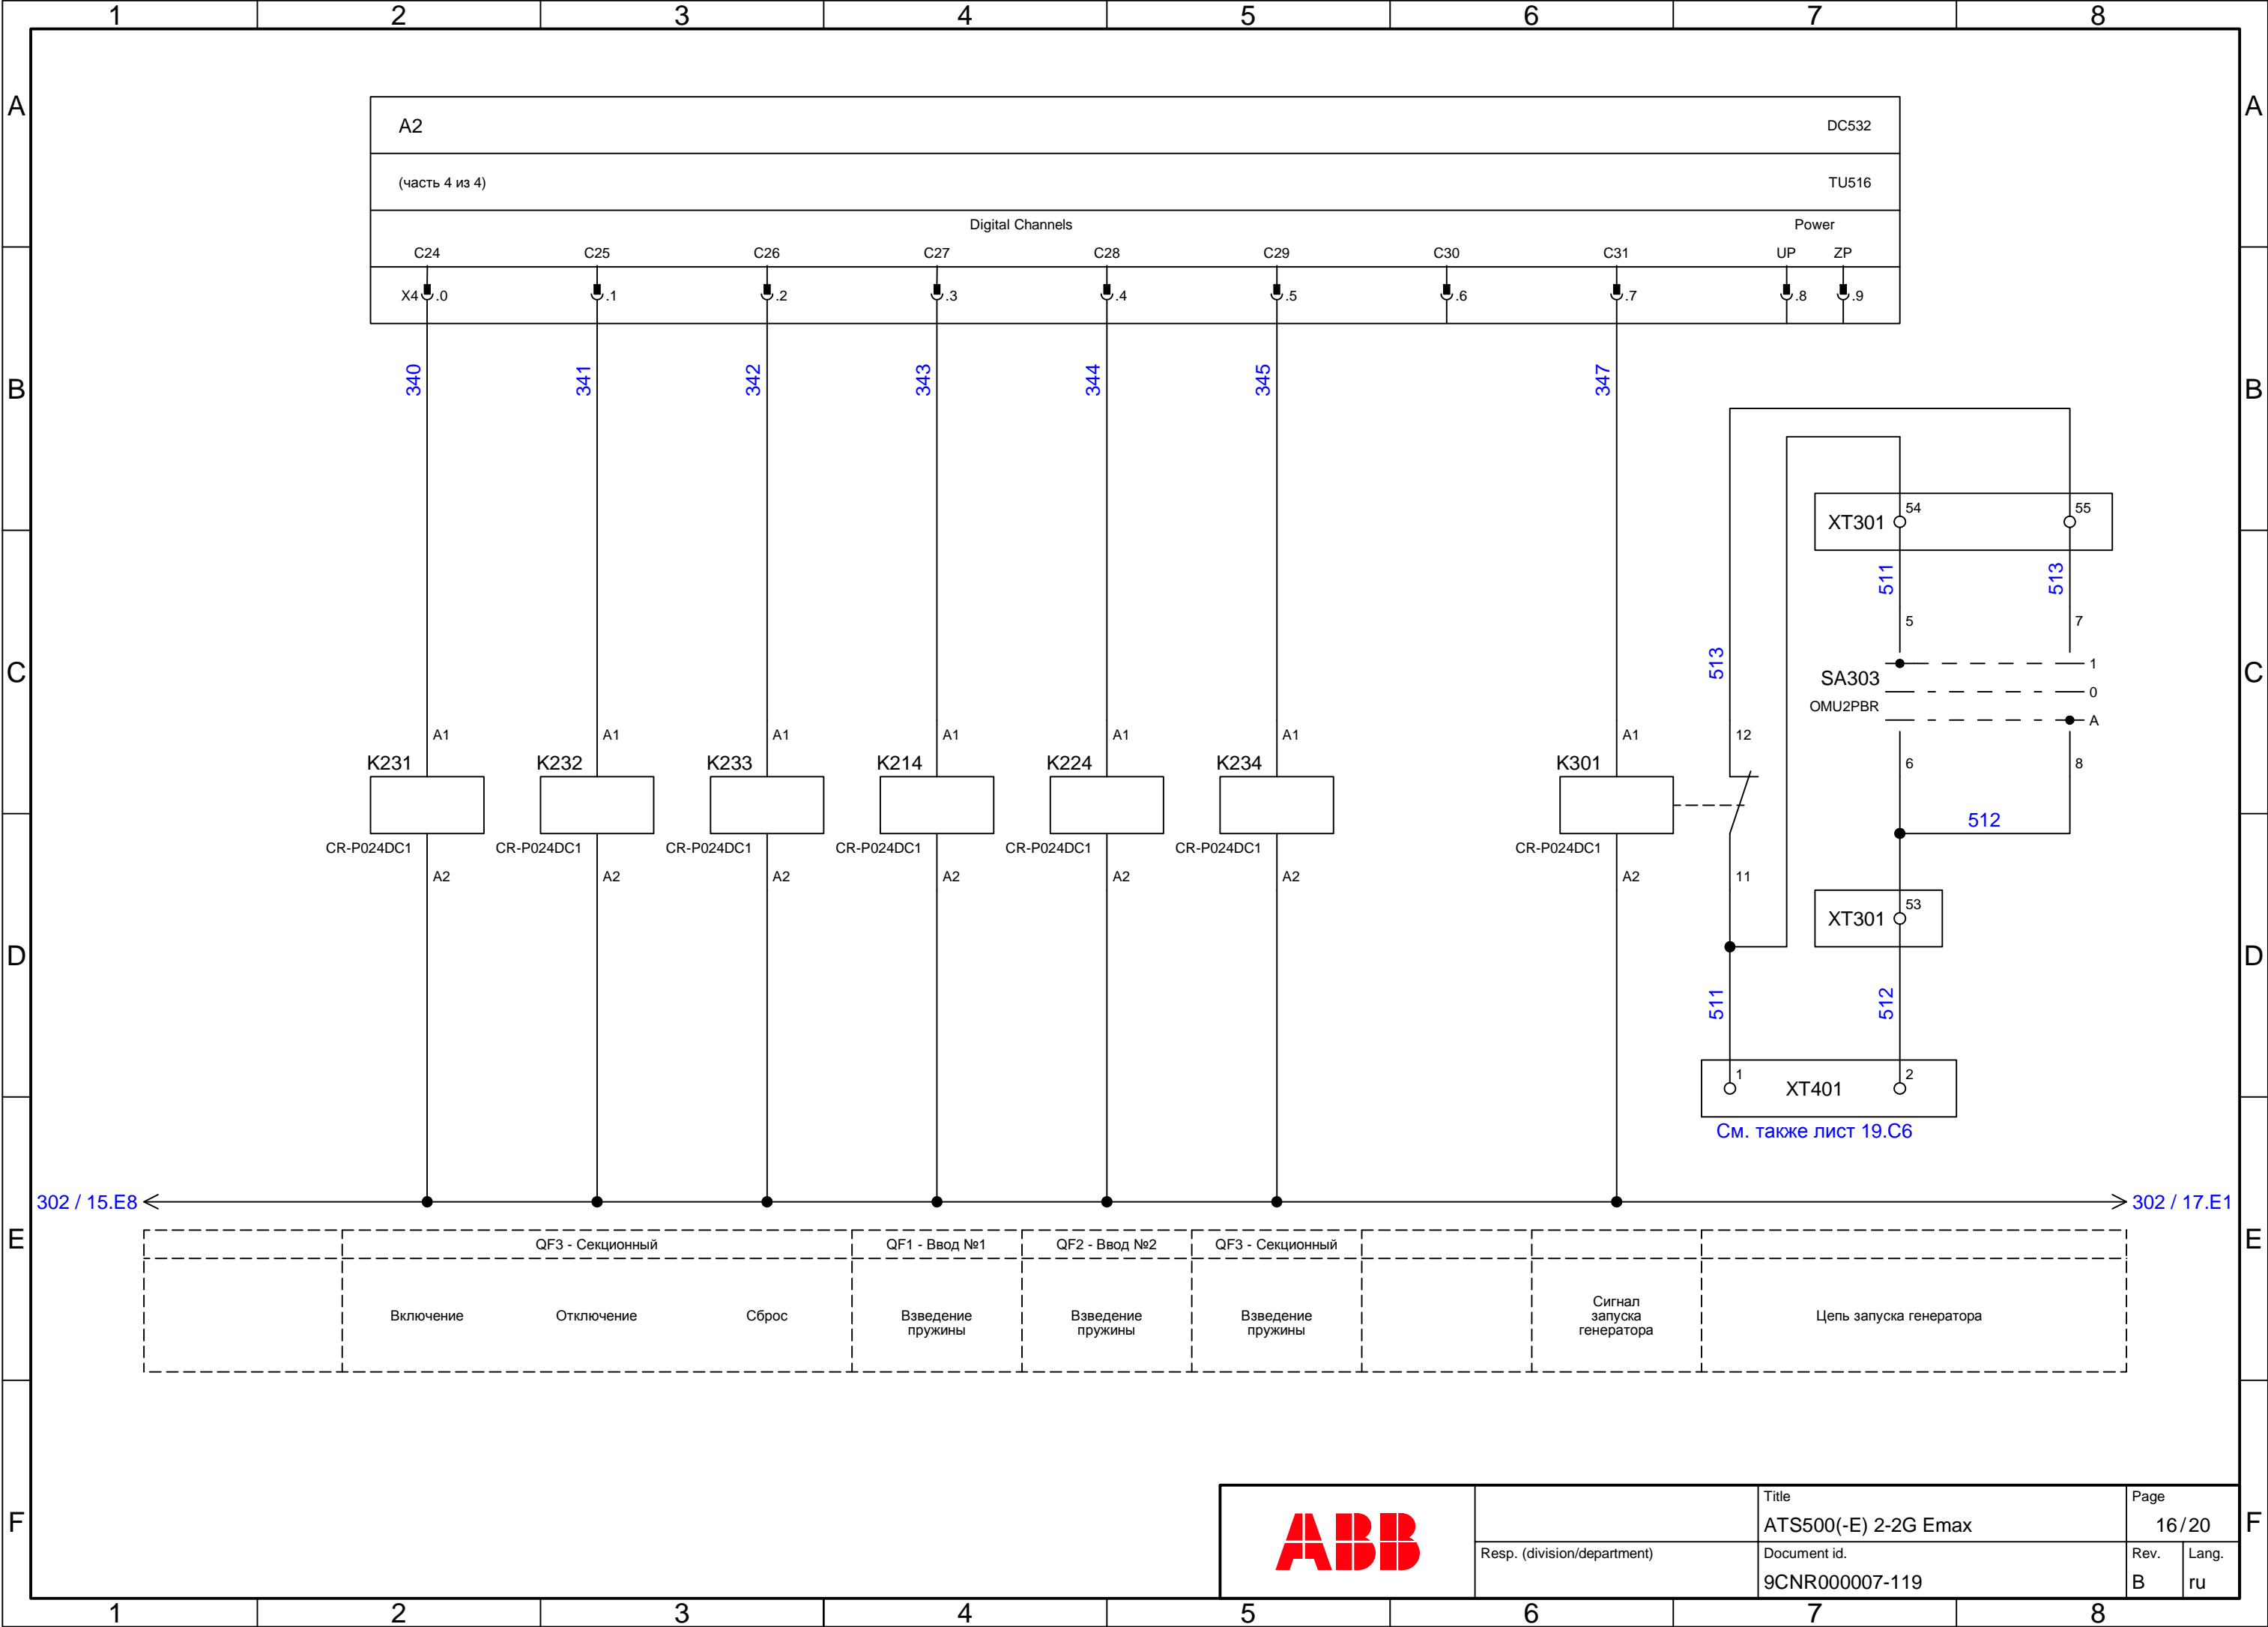 1 2 3 4 5 6 7 8
A A
A2 DC532
(часть 4 из 4) TU516
Digital Channels Power
C24 C25 C26 C27 C28 C29 C30 C31 UP ZP
X4 .0 .1 .2 .3 .4 .5 .6 .7 .8 .9
340 341 342 343 344 345 347
B B
XT301 54 55
511 513
5 7
513
C C
1
SA303
0
OMU2PBR
A
A1 A1 A1 A1 A1 A1 A1 12
K231 K232 K233 K214 K224 K234 K301 6 8
512
CR-P024DC1 CR-P024DC1 CR-P024DC1 CR-P024DC1 CR-P024DC1 CR-P024DC1 CR-P024DC1
A2 A2 A2 A2 A2 A2 A2 11
XT301 53
D D
511 512
1 XT401 2
См. также лист 19.C6
302 / 15.E8 302 / 17.E1
E E
QF3 - Секционный QF1 - Ввод №1 QF2 - Ввод №2 QF3 - Секционный
Включение Отключение Сброс
Взведение
пружины
Взведение
пружины
Взведение
пружины
Сигнал
запуска
генератора
Цепь запуска генератора
F F
ABB
Title
ATS500(-E) 2-2G Emax
Page
16/20
Resp. (division/department)
Document id.
9CNR000007-119
Rev.
B
Lang.
ru
1 2 3 4 5 6 7 8